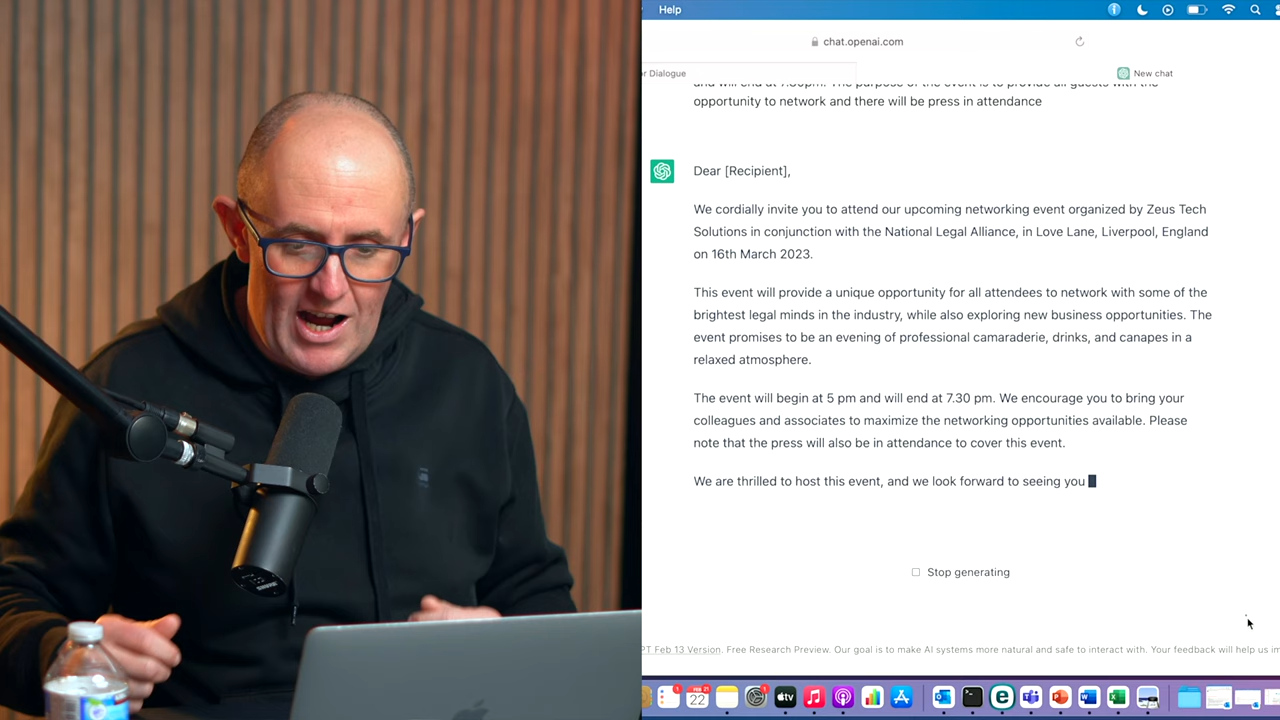 Help
chat.openai.com
r Dialogue
New chat
opportunity to network and there will be press in attendance
Dear [Recipient],
We cordially invite you to attend our upcoming networking event organized by Zeus Tech
Solutions in conjunction with the National Legal Alliance, in Love Lane, Liverpool, England
on 16th March 2023.
This event will provide a unique opportunity for all attendees to network with some of the
brightest legal minds in the industry, while also exploring new business opportunities. The
event promises to be an evening of professional camaraderie, drinks, and canapes in a
relaxed atmosphere.
The event will begin at 5 pm and will end at 7.30 pm. We encourage you to bring your
colleagues and associates to maximize the networking opportunities available. Please
note that the press will also be in attendance to cover this event.
We are thrilled to host this event, and we look forward to seeing you
Stop generating
PT Feb 13 Version. Free Research Preview. Our goal is to make AI systems more natural and safe to interact with. Your feedback will help us im
FEB 21
22
tv